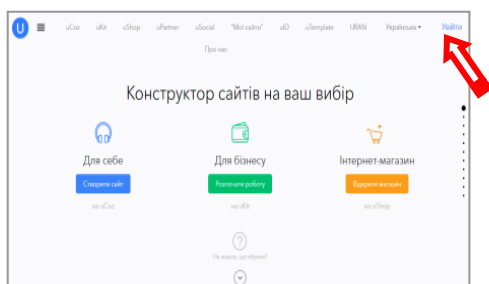 U uCoz uKit uShop uPartner uSocial "Мої сайти" uID uTemplate URAN Українська Увійти
Про нас
Конструктор сайтів на ваш вибір
Для себе Для бізнесу Інтернет-магазин
Створити сайт Розпочати роботу Відкрити магазин
на uCoz на uKit на uShop
?
Не знаєте, що обрати?